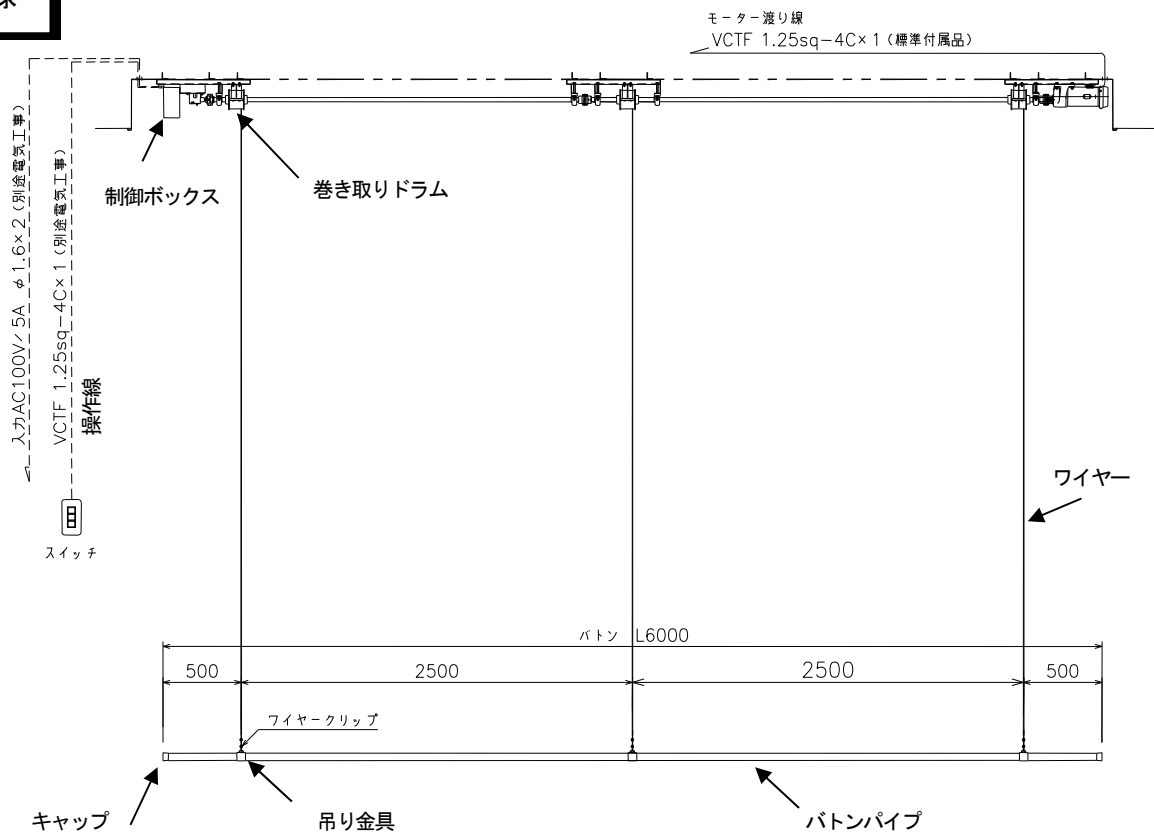 モーター渡り線
VCTF 1.25sq-4C×1(標準付属品)
入力AC100V/5A φ1.6×2(別途電気工事)
VCTF 1.25sq-4C×1(別途電気工事)
操作線
制御ボックス
巻き取りドラム
ワイヤー
スイッチ
バトン L6000
500
2500
2500
500
ワイヤークリップ
キャップ
吊り金具
バトンパイプ